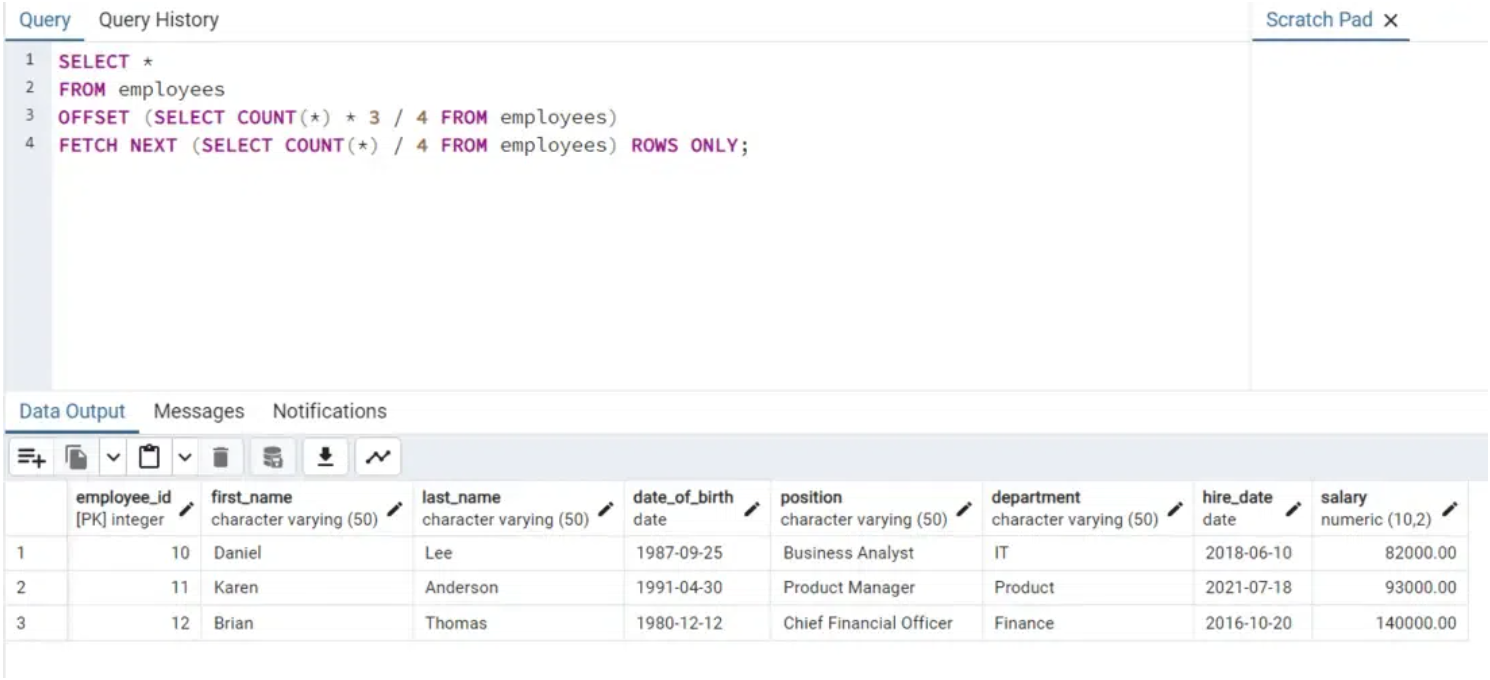 Query Query History Scratch Pad ×
1 SELECT *
2 FROM employees
3 OFFSET (SELECT COUNT(*) * 3 / 4 FROM employees)
4 FETCH NEXT (SELECT COUNT(*) / 4 FROM employees) ROWS ONLY;
Data Output Messages Notifications
employee_id first_name last_name date_of_birth position department hire_date salary
[PK] integer character varying (50) character varying (50) date character varying (50) character varying (50) date numeric (10,2)
1 10 Daniel Lee 1987-09-25 Business Analyst IT 2018-06-10 82000.00
2 11 Karen Anderson 1991-04-30 Product Manager Product 2021-07-18 93000.00
3 12 Brian Thomas 1980-12-12 Chief Financial Officer Finance 2016-10-20 140000.00